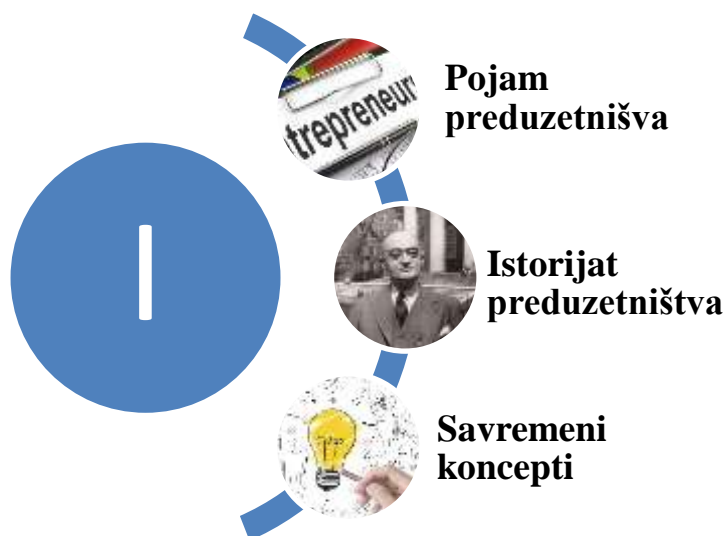 I
trepreneur
Pojam
preduzetnišva
Istorijat
preduzetništva
Savremeni
koncepti